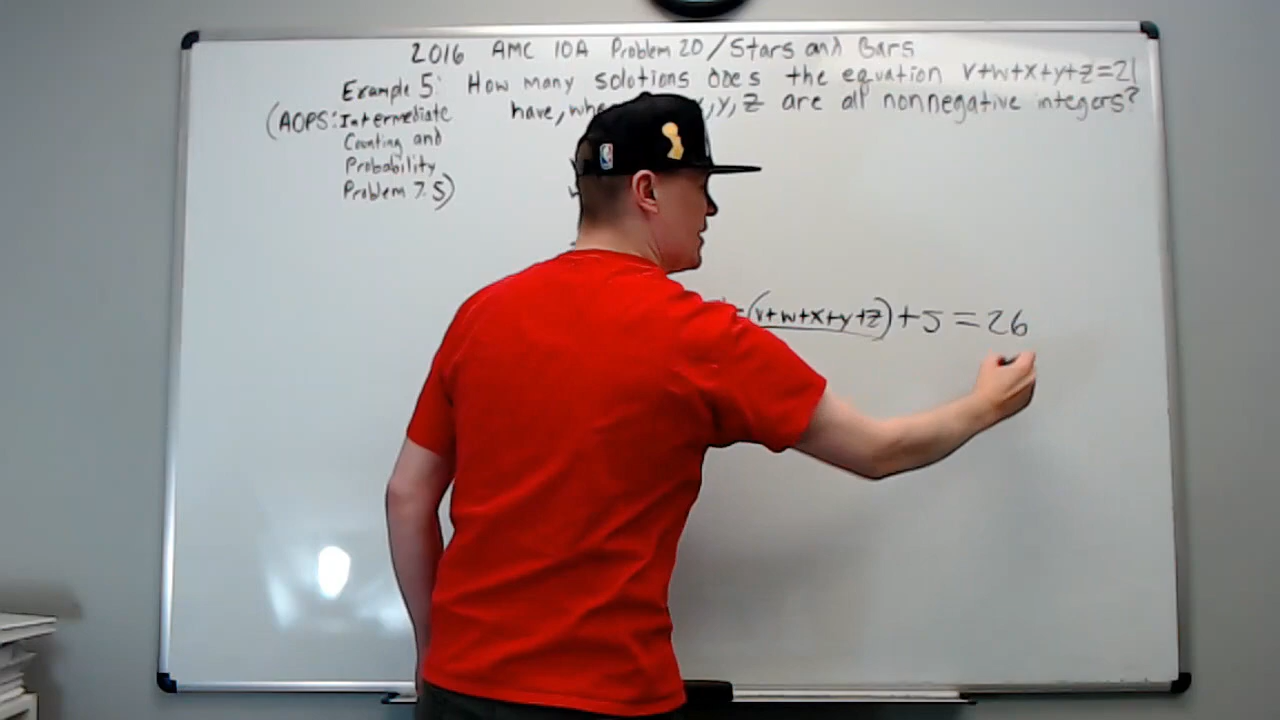 2016 AMC 10A Problem 20/Stars and Bars
Example 5: How many solutions does the equation v+w+x+y+z=21
(AOPS: Intermediate have, whe ,y,z are all nonnegative integers?
Counting and
Probability
Problem 7.5)
=(v+w+x+y+z)+5=26